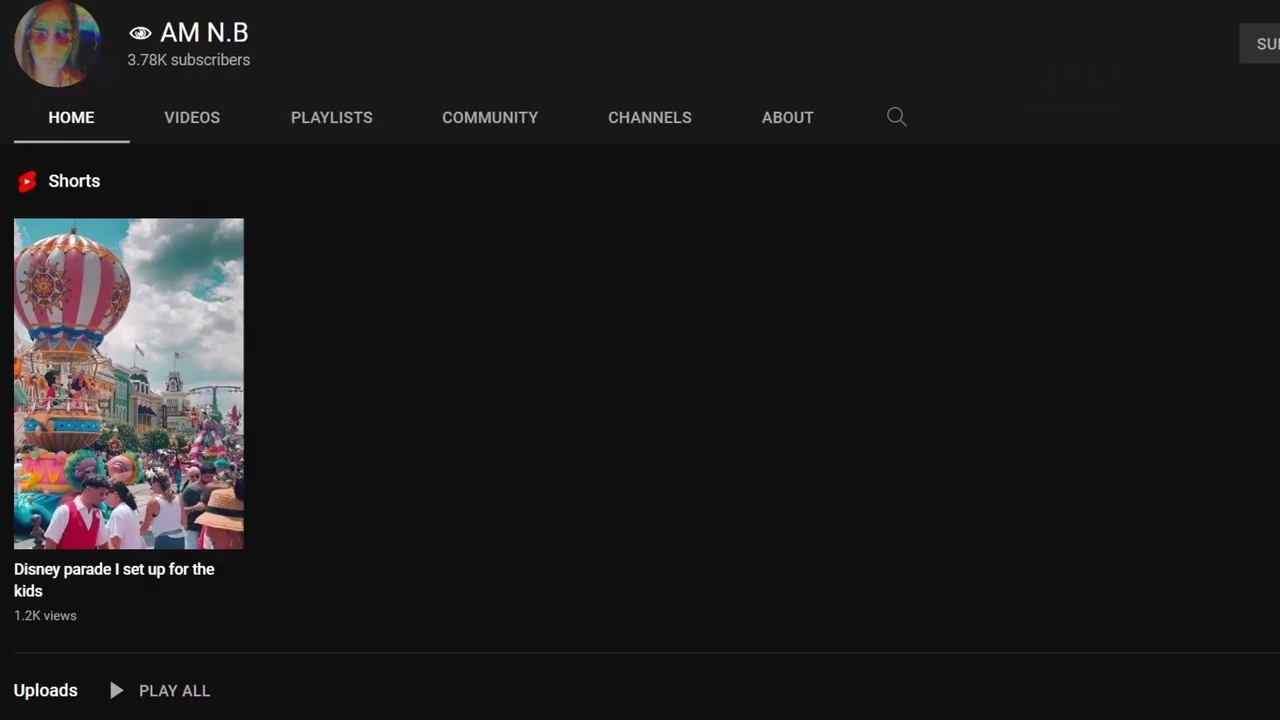 AM N.B
3.78K subscribers
SU
HOME VIDEOS PLAYLISTS COMMUNITY CHANNELS ABOUT
Shorts
Disney parade I set up for the
kids
1.2K views
Uploads PLAY ALL